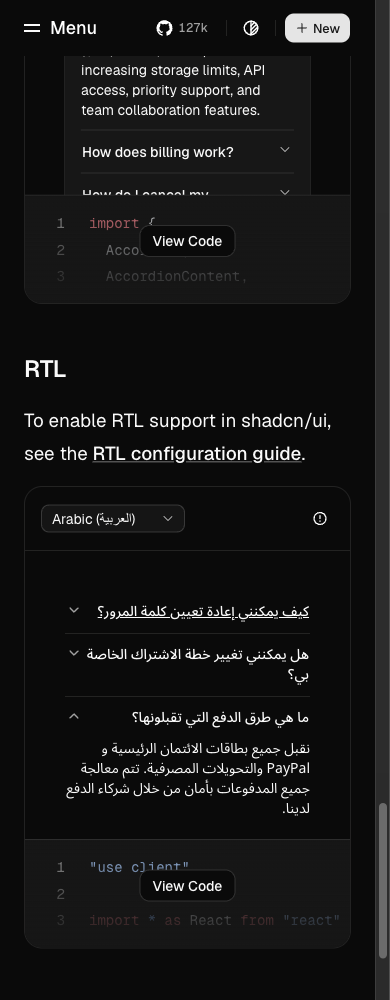 Menu
127k
+ New
increasing storage limits, API
access, priority support, and
team collaboration features.
How does billing work?
How do I cancel my
1 import {
2
3 AccordionContent,
View Code
RTL
To enable RTL support in shadcn/ui,
see the RTL configuration guide.
Arabic (العربية)
كيف يمكنني إعادة تعيين كلمة المرور؟
هل يمكنني تغيير خطة الاشتراك الخاصة
بي؟
ما هي طرق الدفع التي تقبلونها؟
نقبل جميع بطاقات الائتمان الرئيسية و
PayPal والتحويلات المصرفية. تتم معالجة
جميع المدفوعات بأمان من خلال شركاء الدفع
لدينا.
1 "use client"
2
View Code
3 import * as React from "react"